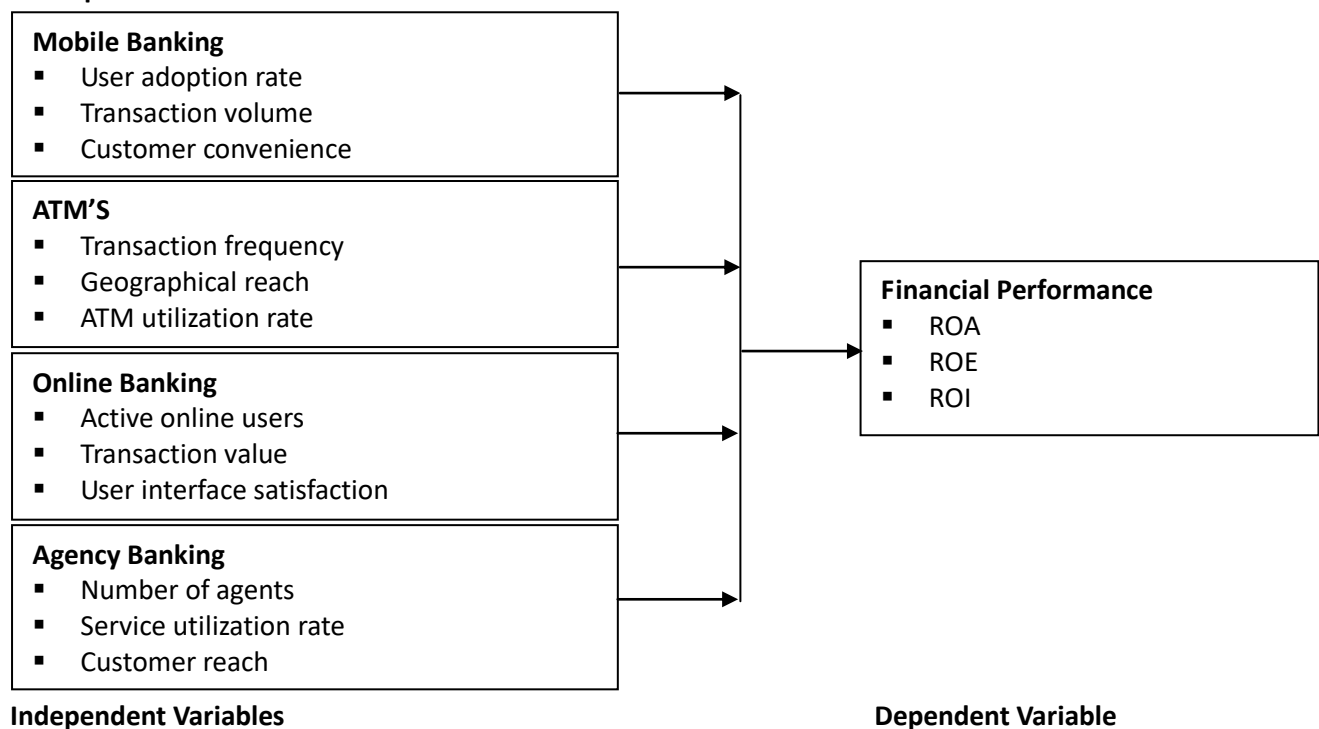 Mobile Banking
▪ User adoption rate
▪ Transaction volume
▪ Customer convenience
ATM’S
▪ Transaction frequency
▪ Geographical reach
▪ ATM utilization rate
Financial Performance
▪ ROA
▪ ROE
▪ ROI
Online Banking
▪ Active online users
▪ Transaction value
▪ User interface satisfaction
Agency Banking
▪ Number of agents
▪ Service utilization rate
▪ Customer reach
Independent Variables
Dependent Variable